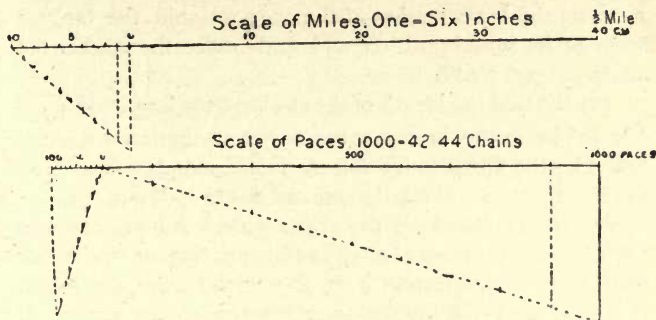 Scale of Miles. One=Six Inches
½ Mile
10 5 0 10 20 30 40 CH
Scale of Paces 1000=42 44 Chains
100 0 500 1000 PACES